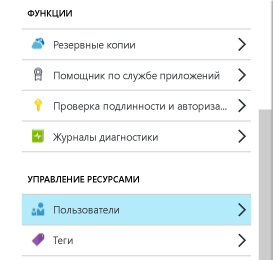 ФУНКЦИИ
Резервные копии
Помощник по службе приложений
Проверка подлинности и авториза...
Журналы диагностики
УПРАВЛЕНИЕ РЕСУРСАМИ
Пользователи
Теги